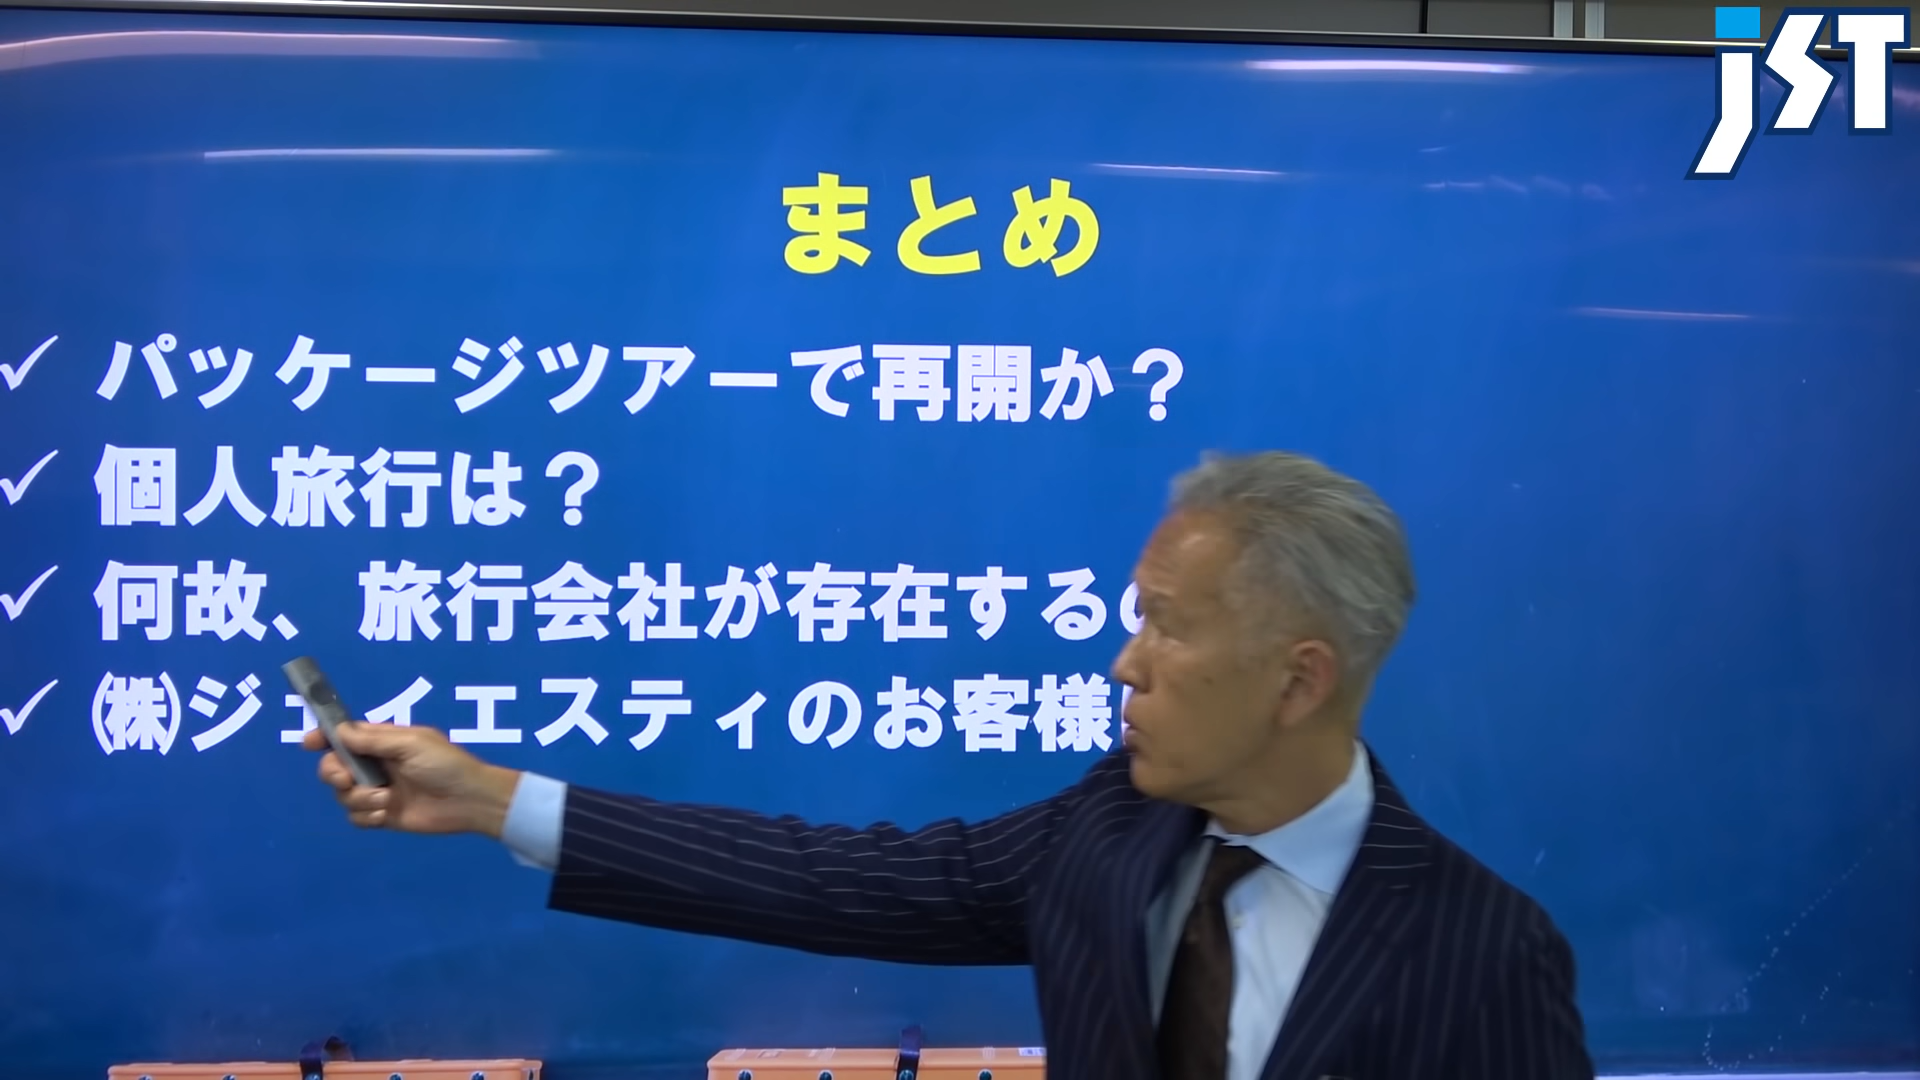 jST
まとめ
✓ パッケージツアーで再開か？
✓ 個人旅行は？
✓ 何故、旅行会社が存在する
✓ ㈱ジェイエスティのお客様